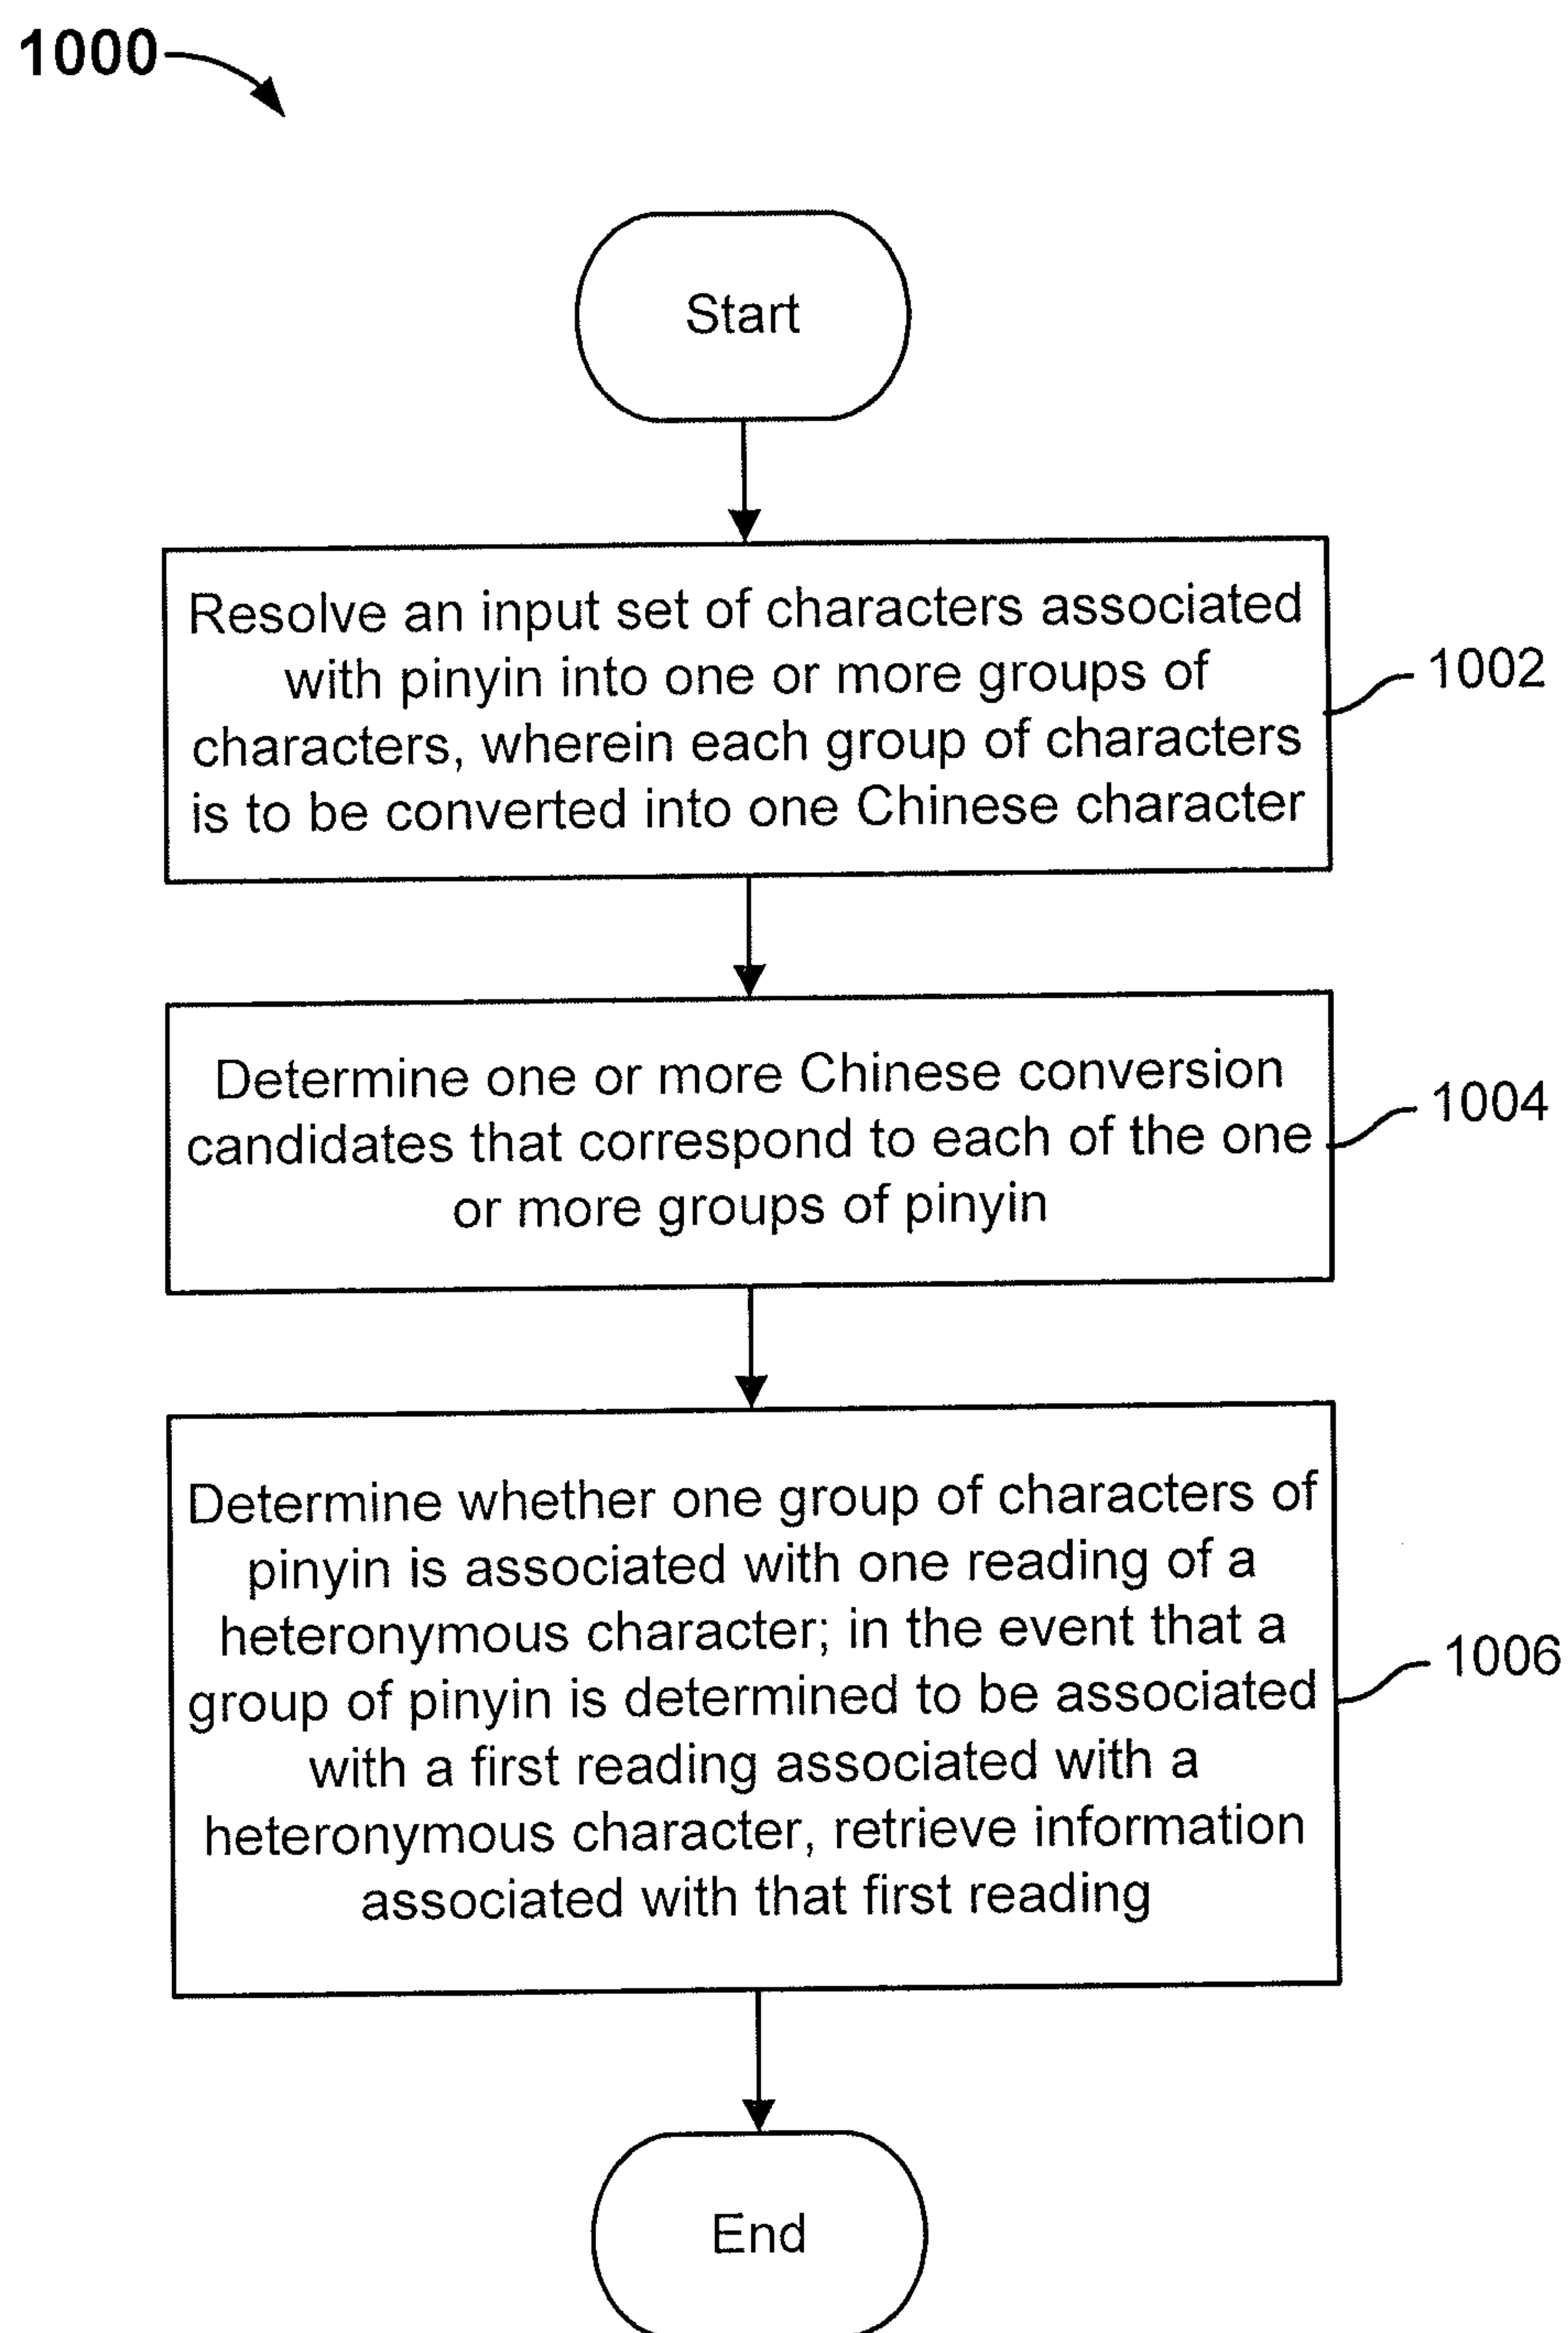 1000
Start
Resolve an input set of characters associated
with pinyin into one or more groups of
characters, wherein each group of characters
is to be converted into one Chinese character
1002
Determine one or more Chinese conversion
candidates that correspond to each of the one
or more groups of pinyin
1004
Determine whether one group of characters of
pinyin is associated with one reading of a
heteronymous character; in the event that a
group of pinyin is determined to be associated
with a first reading associated with a
heteronymous character, retrieve information
associated with that first reading
1006
End